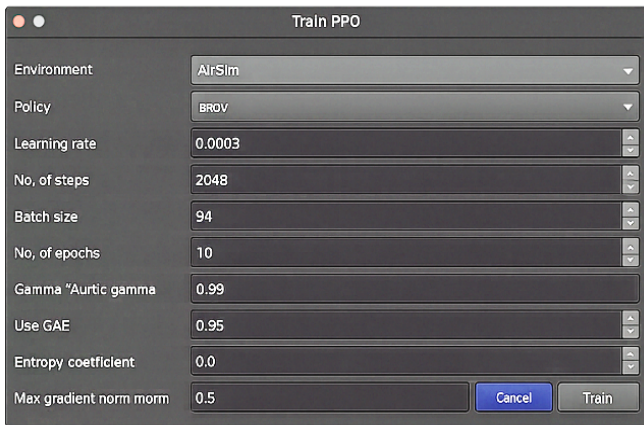 Train PPO
Environment AirSim
Policy BROV
Learning rate 0.0003
No, of steps 2048
Batch size 94
No, of epochs 10
Gamma “Aurtic gamma 0.99
Use GAE 0.95
Entropy coefficient 0.0
Max gradient norm morm 0.5 Cancel Train